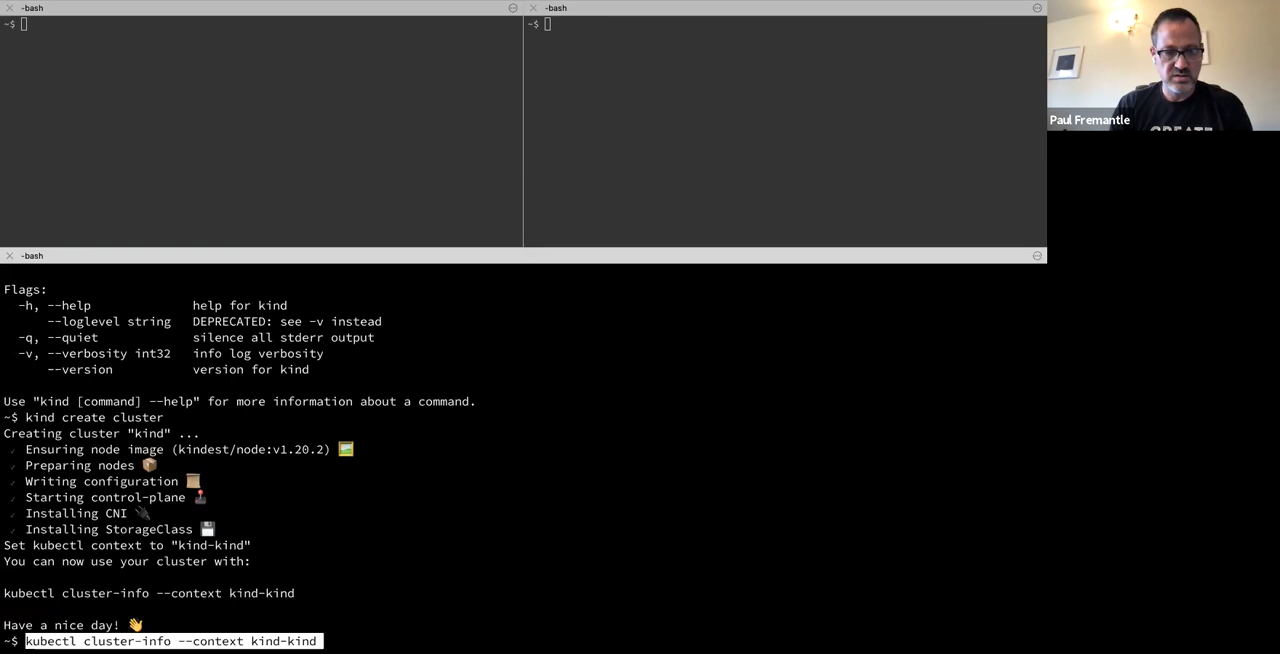 -bash
-bash
~$
~$
Paul Fremantle
CREATE
-bash
Flags:
-h, --help help for kind
--loglevel string DEPRECATED: see -v instead
-q, --quiet silence all stderr output
-v, --verbosity int32 info log verbosity
--version version for kind
Use "kind [command] --help" for more information about a command.
~$ kind create cluster
Creating cluster "kind" ...
✓ Ensuring node image (kindest/node:v1.20.2) 🖼
✓ Preparing nodes 📦
✓ Writing configuration 📜
✓ Starting control-plane 🕹️
✓ Installing CNI 🔌
✓ Installing StorageClass 💾
Set kubectl context to "kind-kind"
You can now use your cluster with:
kubectl cluster-info --context kind-kind
Have a nice day! 👋
~$ kubectl cluster-info --context kind-kind